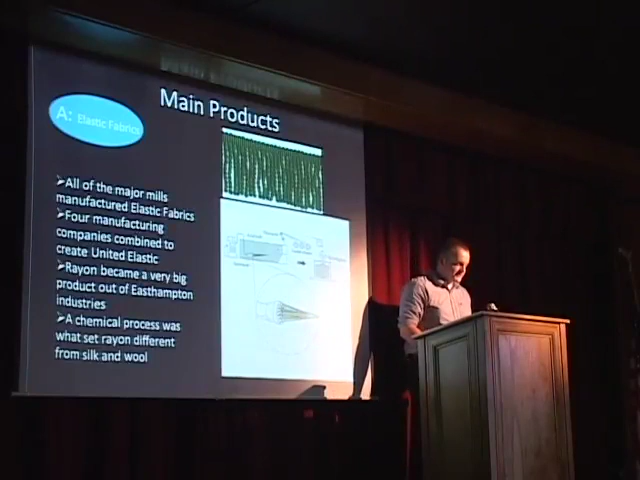 Main Products
A: Elastic Fabrics
➢All of the major mills
manufactured Elastic Fabrics
➢Four manufacturing
companies combined to
create United Elastic
➢Rayon became a very big
product out of Easthampton
industries
➢A chemical process was
what set rayon different
from silk and wool